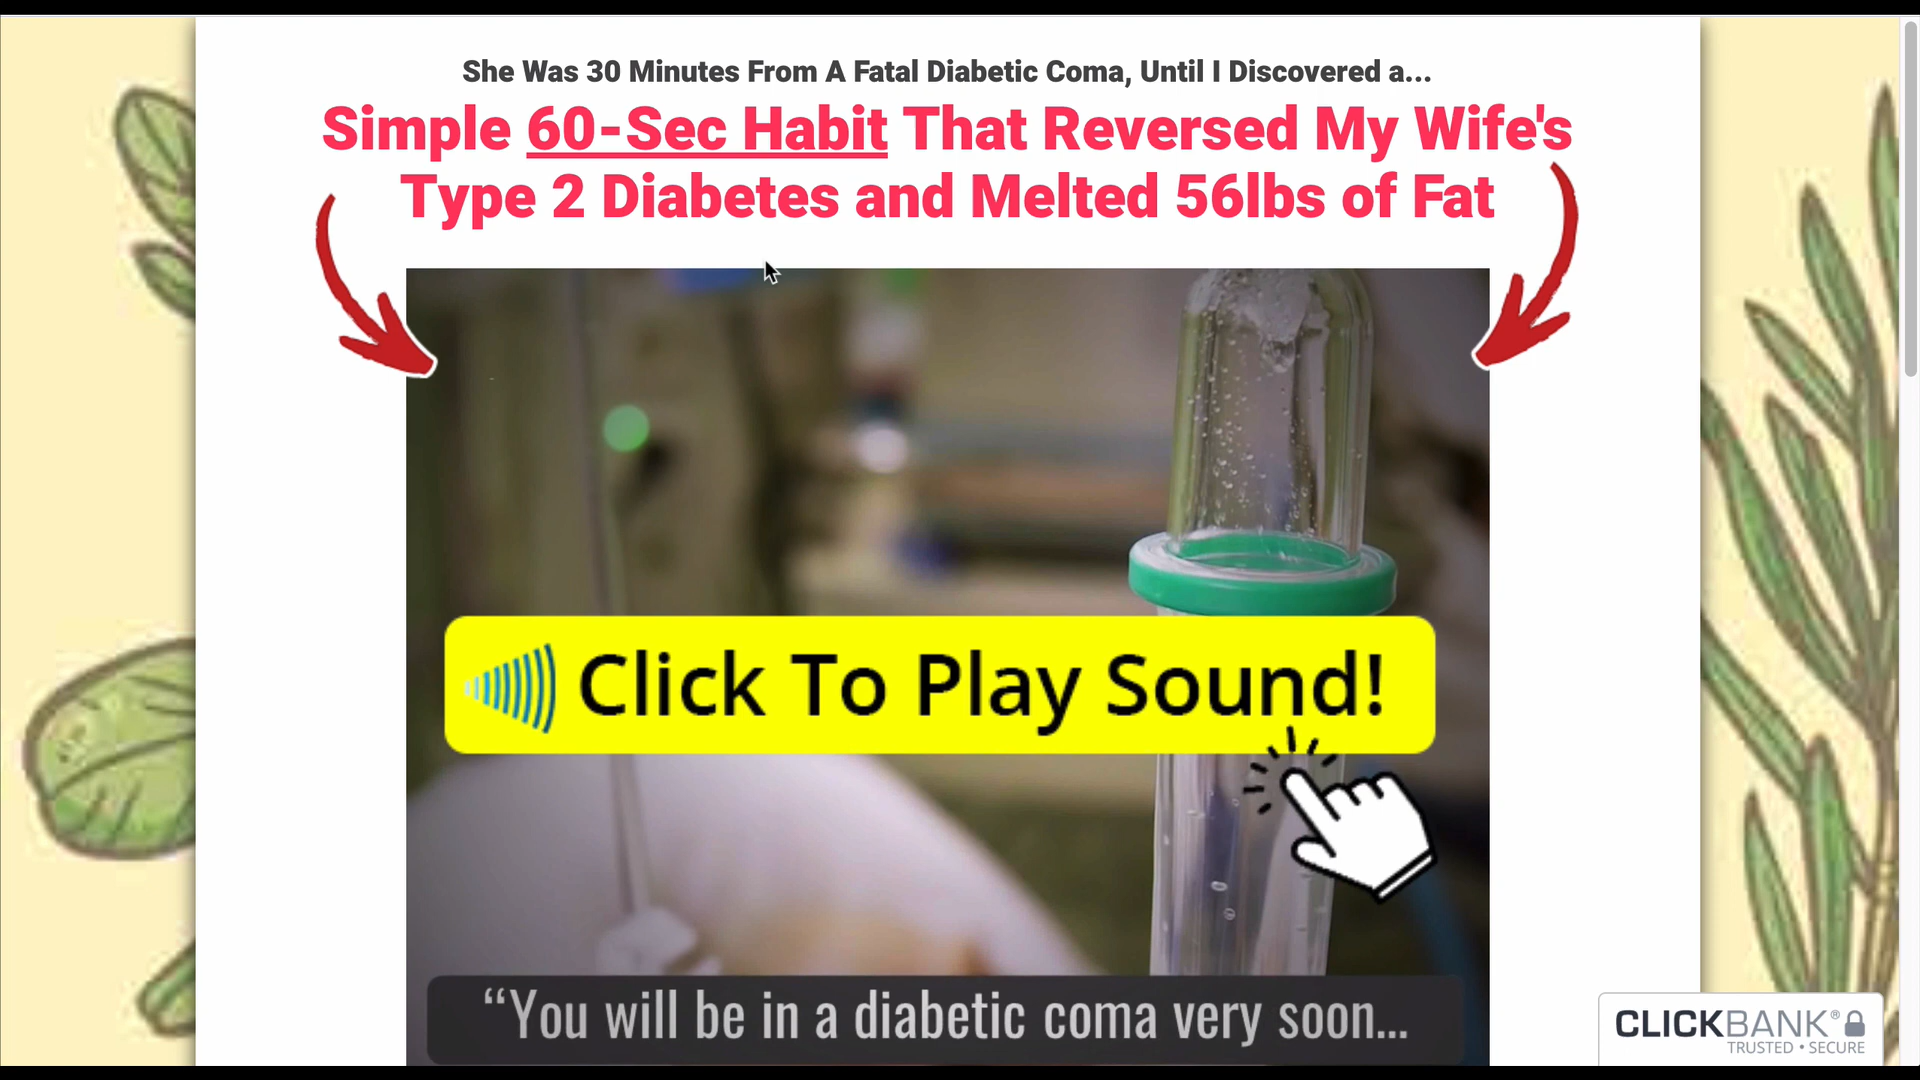 She Was 30 Minutes From A Fatal Diabetic Coma, Until I Discovered a...
Simple 60-Sec Habit That Reversed My Wife's
Type 2 Diabetes and Melted 56lbs of Fat
Click To Play Sound!
“You will be in a diabetic coma very soon...
CLICKBANK®
TRUSTED • SECURE